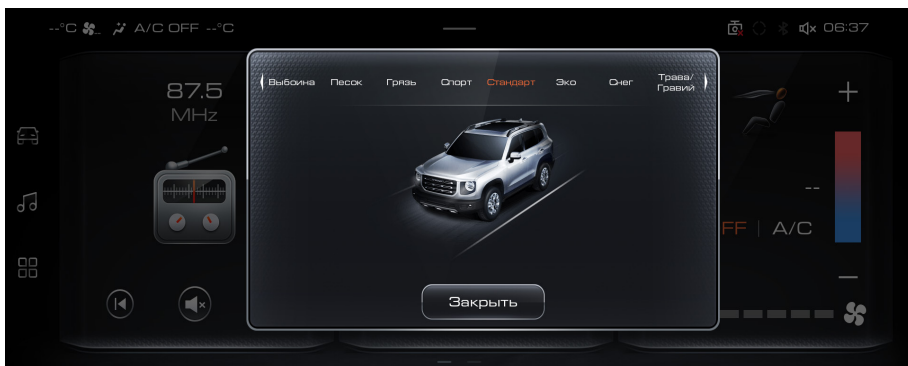 --°C A/C OFF --°C
06:37
87.5
MHz
Выбоина Песок Грязь Спорт Стандарт Эко Снег Трава/
Гравий
--
FF | A/C
Закрыть